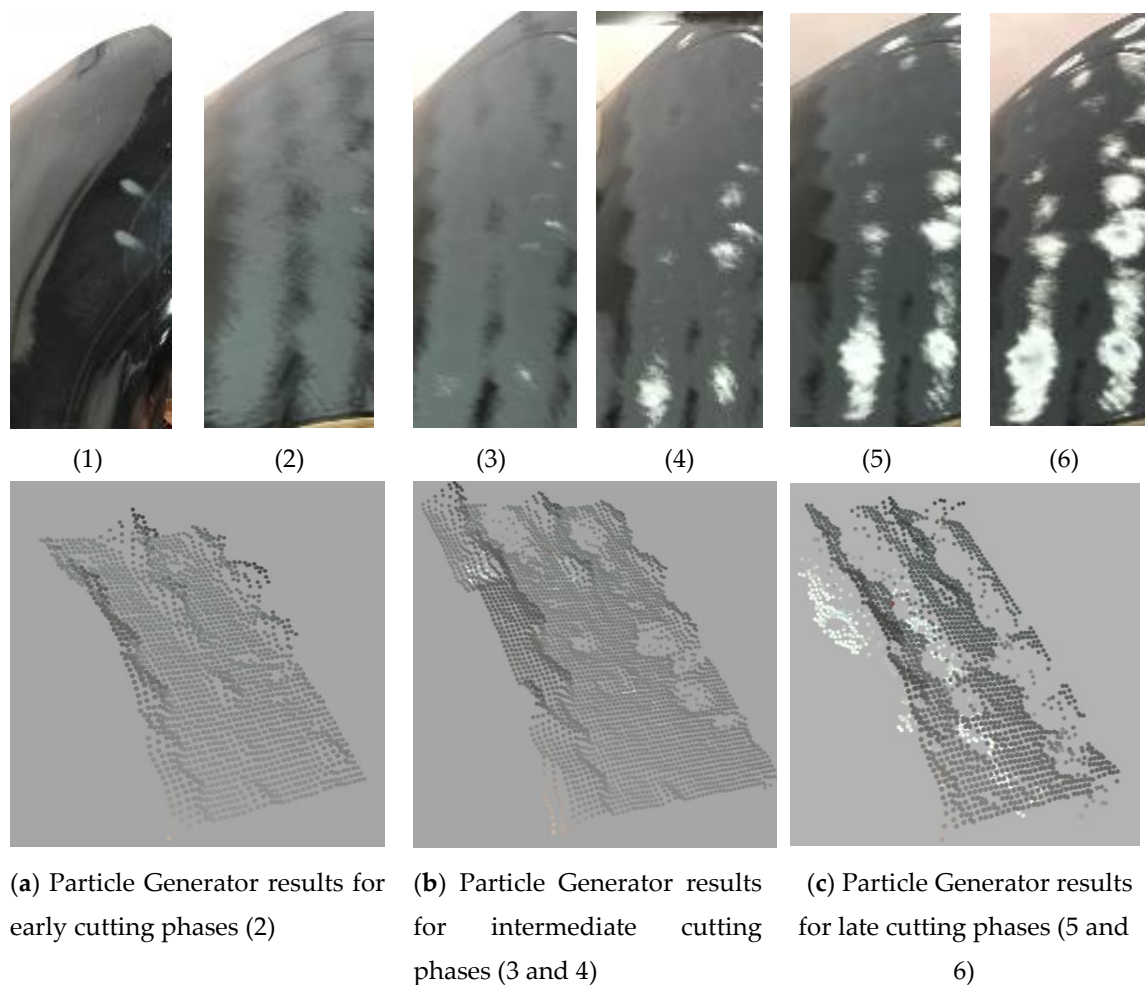 (1)
(2)
(3)
(4)
(5)
(6)
(a) Particle Generator results for
early cutting phases (2)
(b) Particle Generator results
for intermediate cutting
phases (3 and 4)
(c) Particle Generator results
for late cutting phases (5 and
6)